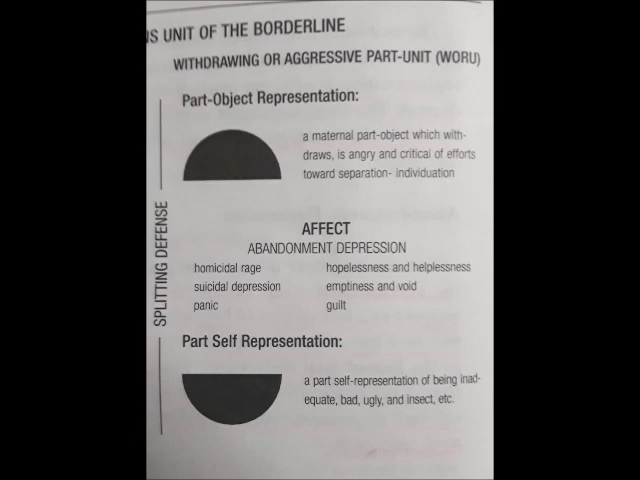 NS UNIT OF THE BORDERLINE
WITHDRAWING OR AGGRESSIVE PART-UNIT (WORU)
Part-Object Representation:
a maternal part-object which with-
draws, is angry and critical of efforts
toward separation- individuation
SPLITTING DEFENSE
AFFECT
ABANDONMENT DEPRESSION
homicidal rage hopelessness and helplessness
suicidal depression emptiness and void
panic guilt
Part Self Representation:
a part self-representation of being inad-
equate, bad, ugly, and insect, etc.